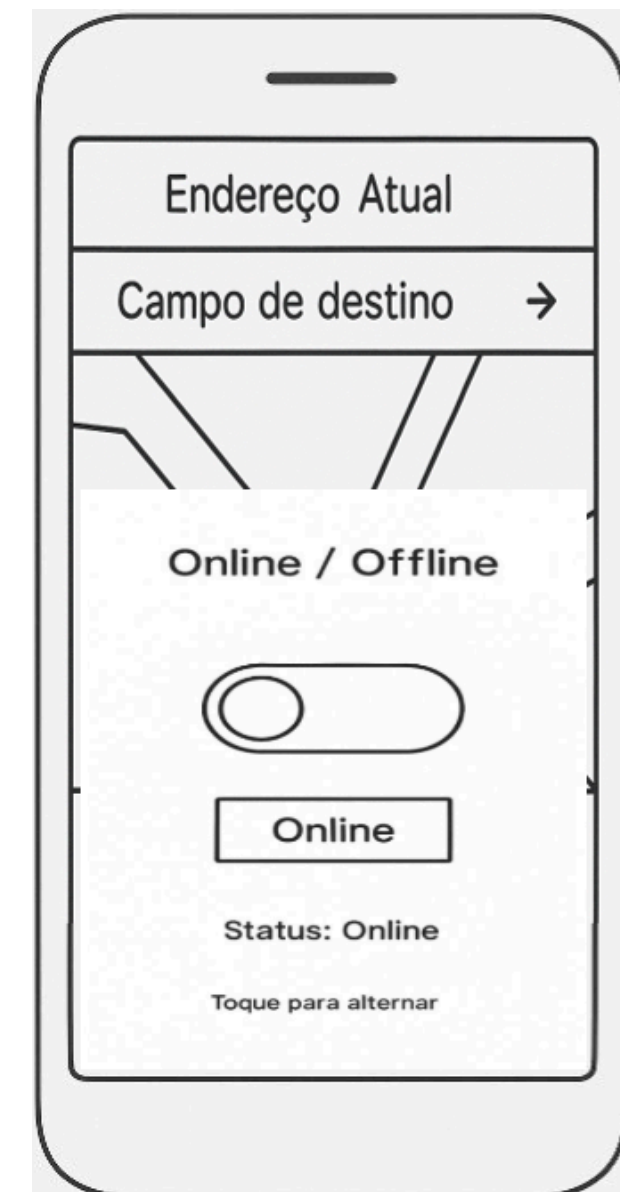 Endereço Atual
Campo de destino →
Online / Offline
Online
Status: Online
Toque para alternar